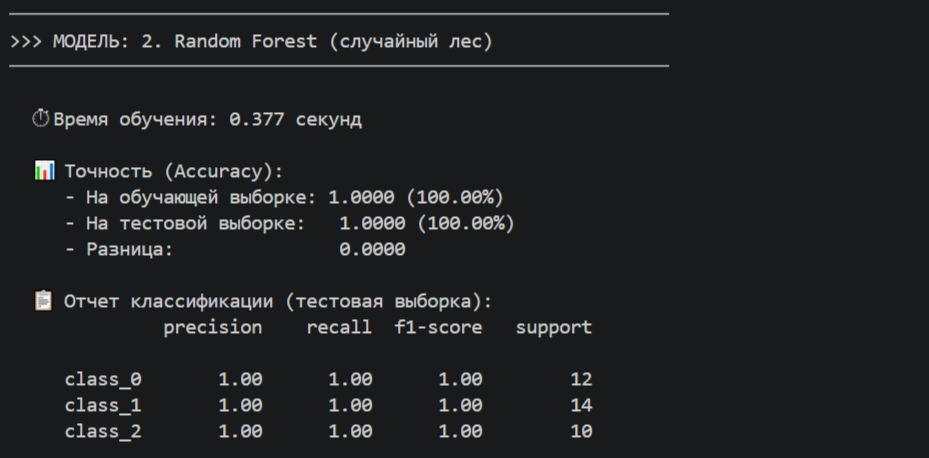 >>> МОДЕЛЬ: 2. Random Forest (случайный лес)
⏱Время обучения: 0.377 секунд
📊 Точность (Accuracy):
- На обучающей выборке: 1.0000 (100.00%)
- На тестовой выборке: 1.0000 (100.00%)
- Разница: 0.0000
📋 Отчет классификации (тестовая выборка):
precision recall f1-score support
class_0 1.00 1.00 1.00 12
class_1 1.00 1.00 1.00 14
class_2 1.00 1.00 1.00 10